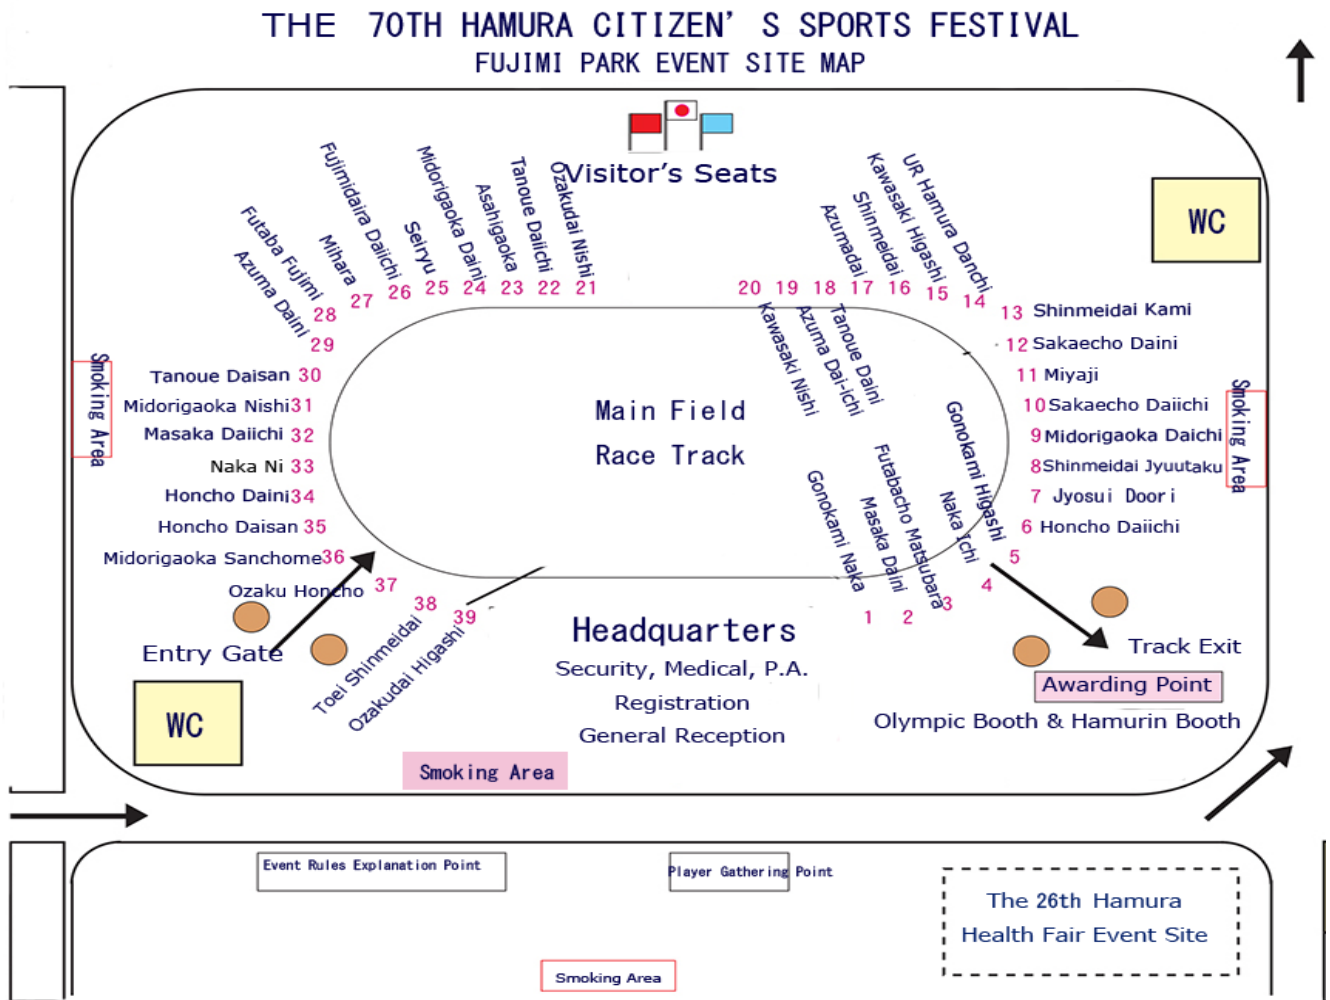 THE 70TH HAMURA CITIZEN' S SPORTS FESTIVAL
FUJIMI PARK EVENT SITE MAP
Visitor's Seats
WC
Ozakudai Nishi
21
Tanoue Daiichi
22
Asahigaoka
23
Midorigaoka Daini
24
Seiryu
25
Fujimidaira Daiichi
26
Mihara
27
Futaba Fujimi
28
Azuma Daini
29
Tanoue Daisan 30
Midorigaoka Nishi 31
Masaka Daiichi 32
Naka Ni 33
Honcho Daini 34
Honcho Daisan 35
Midorigaoka Sanchome 36
Ozaku Honcho 37
Toei Shinmeidai
38
Ozakudai Higashi
39
20
Kawasaki Nishi
19
Azuma Dai-ichi
18
Tanoue Daini
17
Azumadai
16
Shinmeidai
15
Kawasaki Higashi
14
UR Hamura Danchi
13 Shinmeidai Kami
12 Sakaecho Daini
11 Miyaji
10 Sakaecho Daiichi
9 Midorigaoka Daichi
8 Shinmeidai Jyuutaku
7 Jyosui Doori
6 Honcho Daiichi
Gonokami Higashi
5
Naka Ichi
4
Futabacho Matsubara
3
Masaka Daini
2
Gonokami Naka
1
Smoking Area
Smoking Area
Main Field
Race Track
Entry Gate
WC
Headquarters
Security, Medical, P.A.
Registration
General Reception
Track Exit
Awarding Point
Olympic Booth & Hamurin Booth
Smoking Area
Event Rules Explanation Point
Player Gathering Point
The 26th Hamura
Health Fair Event Site
Smoking Area